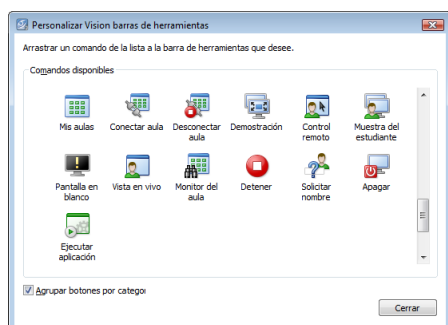 Personalizar Vision barras de herramientas
Arrastrar un comando de la lista a la barra de herramientas que desee.
Comandos disponibles
Mis aulas
Conectar aula
Desconectar
aula
Demostración
Control
remoto
Muestra del
estudiante
Pantalla en
blanco
Vista en vivo
Monitor del
aula
Detener
Solicitar
nombre
Apagar
Ejecutar
aplicación
Agrupar botones por categoi
Cerrar